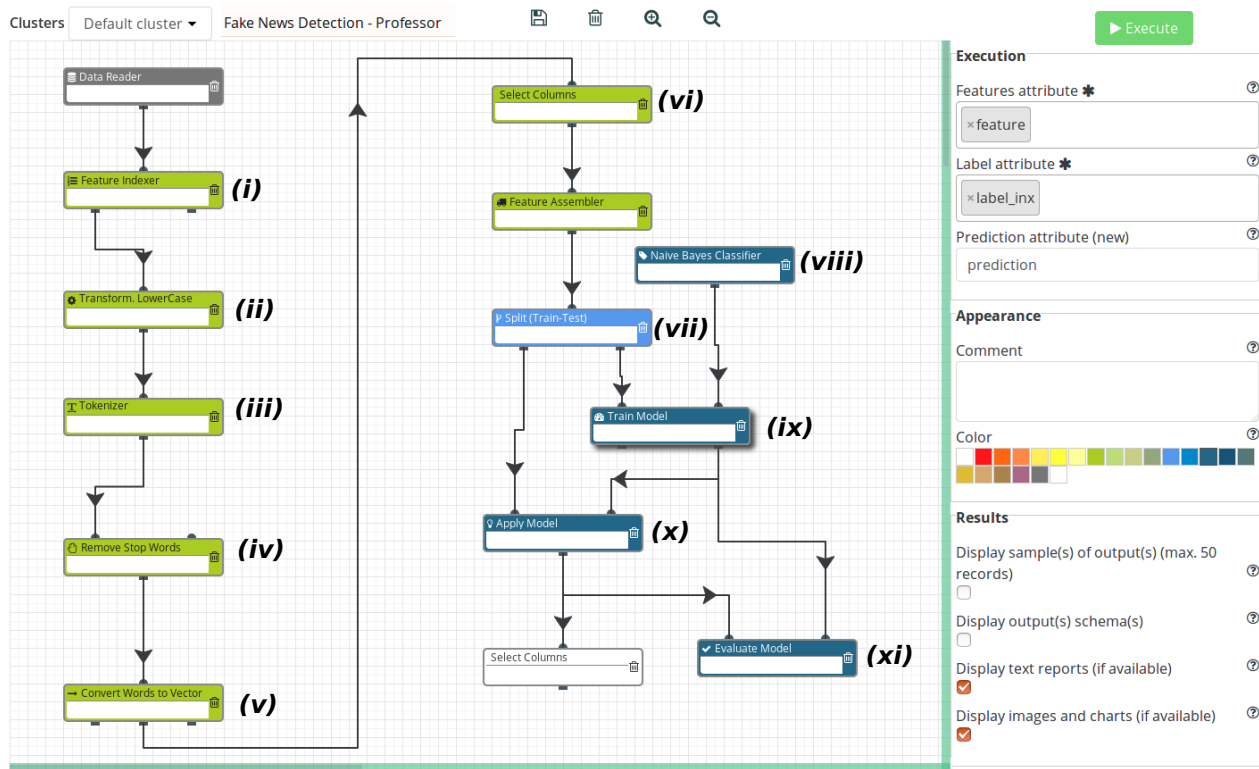 Clusters Default cluster Fake News Detection - Professor
Execute
Data Reader
Feature Indexer
(i)
Transform. LowerCase
(ii)
Tokenizer
(iii)
Remove Stop Words
(iv)
Convert Words to Vector
(v)
Select Columns
(vi)
Feature Assembler
Naive Bayes Classifier
(viii)
Split (Train-Test)
(vii)
Train Model
(ix)
Apply Model
(x)
Select Columns
Evaluate Model
(xi)
Execution
Features attribute ✱
×feature
Label attribute ✱
×label_inx
Prediction attribute (new)
prediction
Appearance
Comment
Color
Results
Display sample(s) of output(s) (max. 50
records)
Display output(s) schema(s)
Display text reports (if available)
Display images and charts (if available)